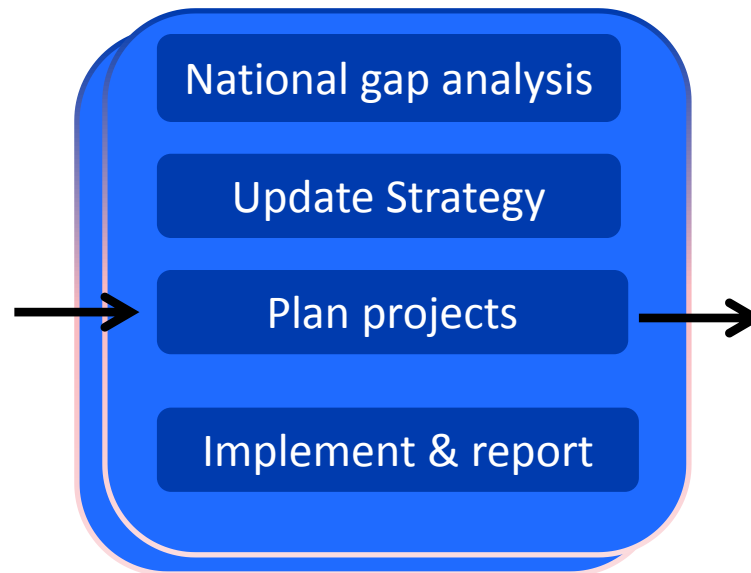 National gap analysis
Update Strategy
Plan projects
Implement & report